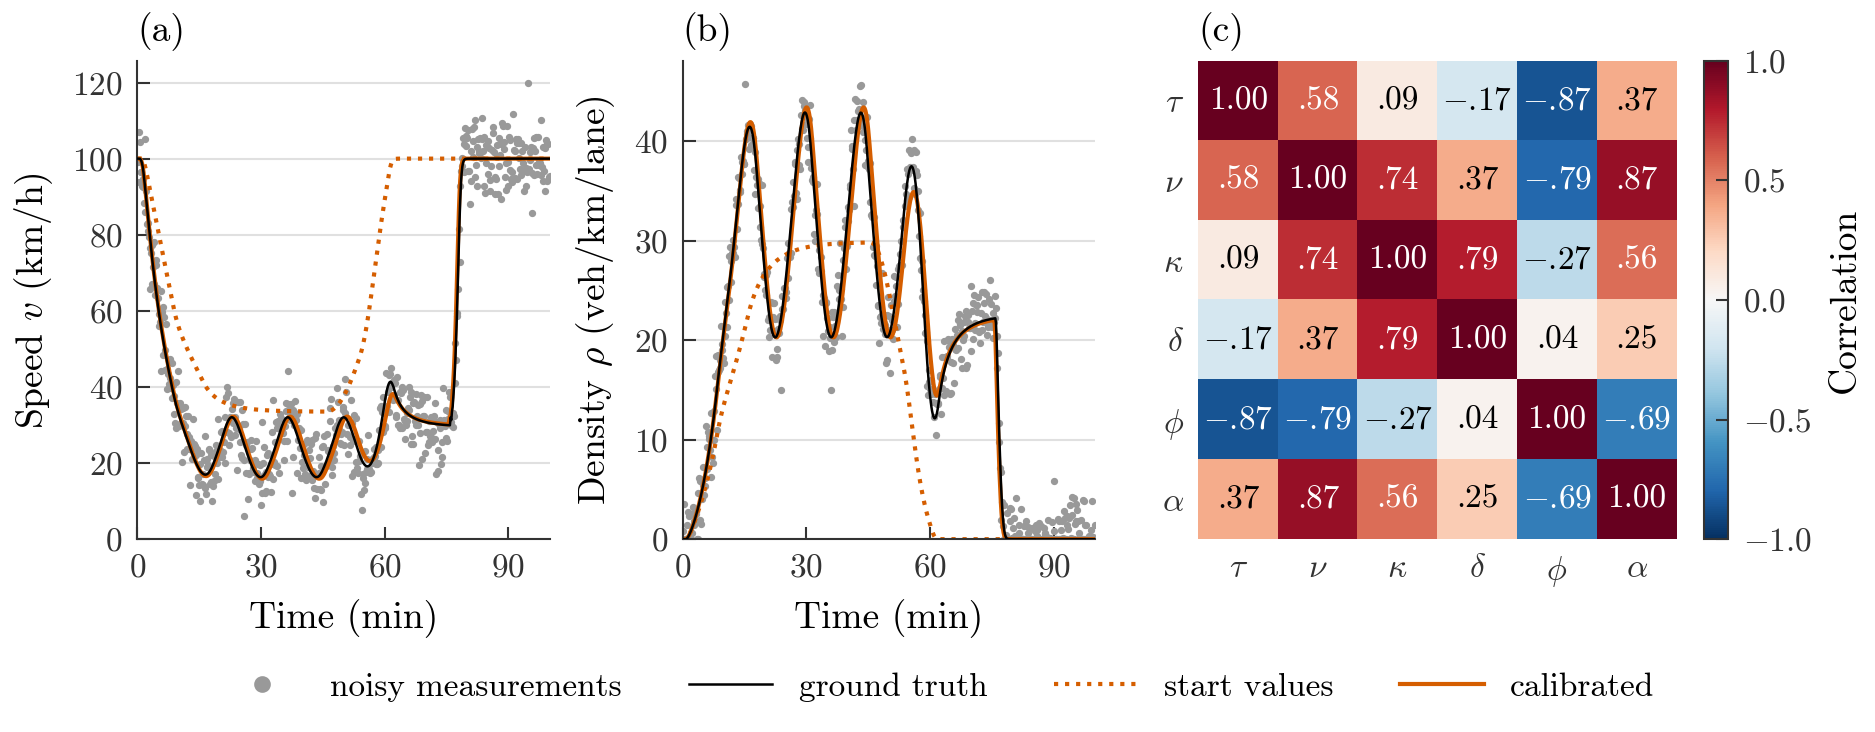 (a)
Speed v (km/h)
120
100
80
60
40
20
0
0 30 60 90
Time (min)
(b)
Density ρ (veh/km/lane)
40
30
20
10
0
0 30 60 90
Time (min)
(c)
τ 1.00 .58 .09 −.17 −.87 .37
ν .58 1.00 .74 .37 −.79 .87
κ .09 .74 1.00 .79 −.27 .56
δ −.17 .37 .79 1.00 .04 .25
ϕ −.87 −.79 −.27 .04 1.00 −.69
α .37 .87 .56 .25 −.69 1.00
τ ν κ δ ϕ α
1.0
0.5
0.0
−0.5
−1.0
Correlation
noisy measurements ground truth start values calibrated